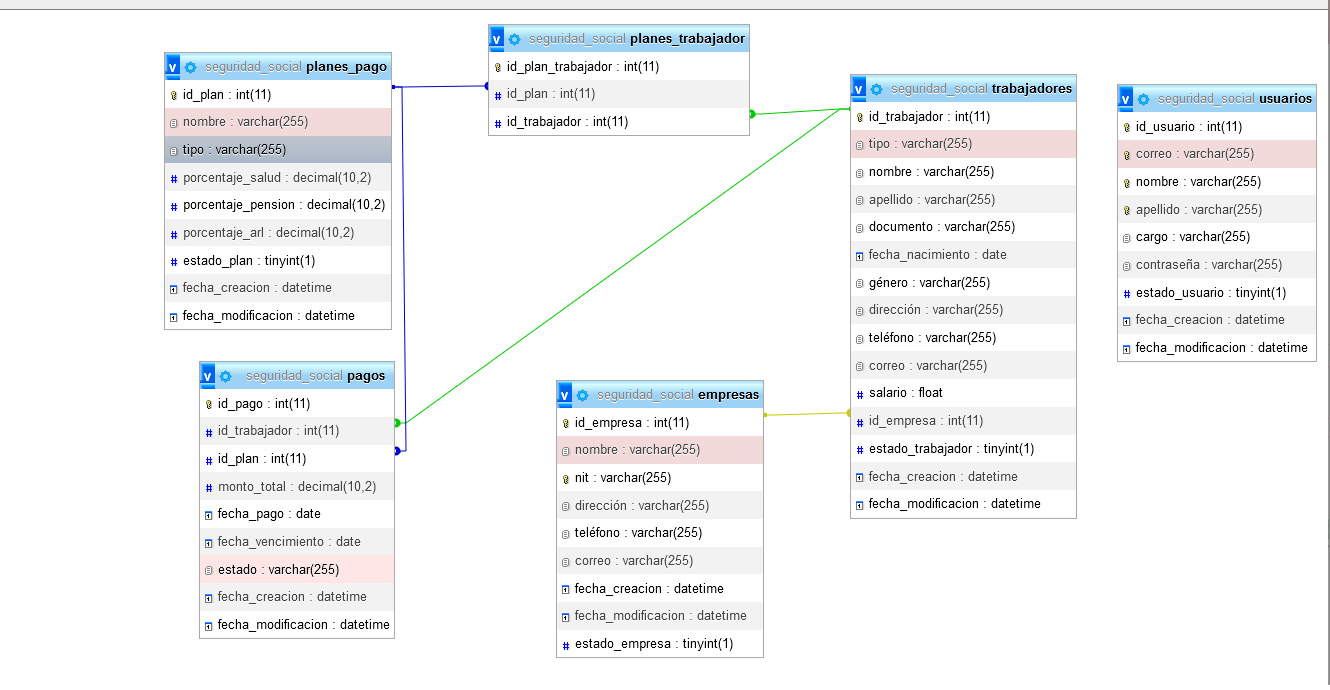 seguridad_social planes_pago
id_plan : int(11)
nombre : varchar(255)
tipo : varchar(255)
# porcentaje_salud : decimal(10,2)
# porcentaje_pension : decimal(10,2)
# porcentaje_arl : decimal(10,2)
# estado_plan : tinyint(1)
fecha_creacion : datetime
fecha_modificacion : datetime
v seguridad_social planes_trabajador
id_plan_trabajador : int(11)
# id_plan : int(11)
# id_trabajador : int(11)
v seguridad_social trabajadores
id_trabajador : int(11)
tipo : varchar(255)
nombre : varchar(255)
apellido : varchar(255)
documento : varchar(255)
fecha_nacimiento : date
género : varchar(255)
dirección : varchar(255)
teléfono : varchar(255)
correo : varchar(255)
# salario : float
# id_empresa : int(11)
# estado_trabajador : tinyint(1)
fecha_creacion : datetime
fecha_modificacion : datetime
v seguridad_social usuarios
id_usuario : int(11)
correo : varchar(255)
nombre : varchar(255)
apellido : varchar(255)
cargo : varchar(255)
contraseña : varchar(255)
# estado_usuario : tinyint(1)
fecha_creacion : datetime
fecha_modificacion : datetime
v seguridad_social pagos
id_pago : int(11)
# id_trabajador : int(11)
# id_plan : int(11)
# monto_total : decimal(10,2)
fecha_pago : date
fecha_vencimiento : date
estado : varchar(255)
fecha_creacion : datetime
fecha_modificacion : datetime
v seguridad_social empresas
id_empresa : int(11)
nombre : varchar(255)
nit : varchar(255)
dirección : varchar(255)
teléfono : varchar(255)
correo : varchar(255)
fecha_creacion : datetime
fecha_modificacion : datetime
# estado_empresa : tinyint(1)